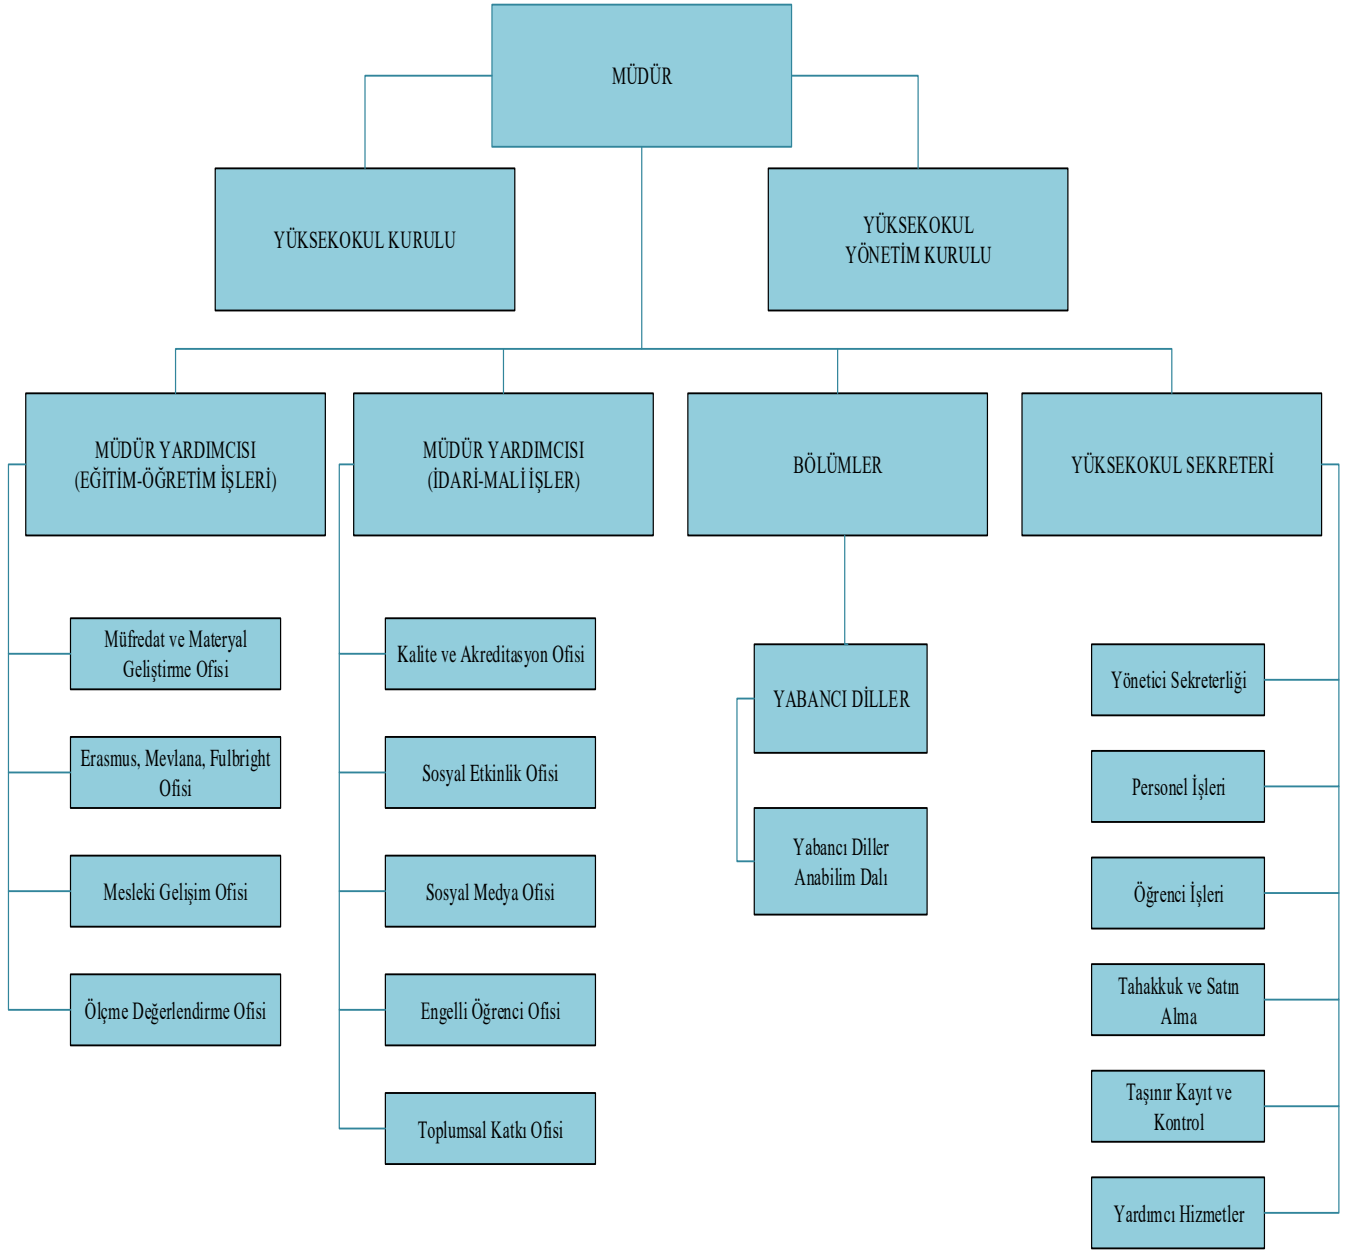 MÜDÜR
YÜKSEKOKUL KURULU
YÜKSEKOKUL
YÖNETİM KURULU
MÜDÜR YARDIMCISI
(EĞİTİM-ÖĞRETİM İŞLERİ)
MÜDÜR YARDIMCISI
(İDARİ-MALİ İŞLER)
BÖLÜMLER
YÜKSEKOKUL SEKRETERİ
Müfredat ve Materyal
Geliştirme Ofisi
Erasmus, Mevlana, Fulbright
Ofisi
Mesleki Gelişim Ofisi
Ölçme Değerlendirme Ofisi
Kalite ve Akreditasyon Ofisi
Sosyal Etkinlik Ofisi
Sosyal Medya Ofisi
Engelli Öğrenci Ofisi
Toplumsal Katkı Ofisi
YABANCI DİLLER
Yabancı Diller
Anabilim Dalı
Yönetici Sekreterliği
Personel İşleri
Öğrenci İşleri
Tahakkuk ve Satın
Alma
Taşınır Kayıt ve
Kontrol
Yardımcı Hizmetler